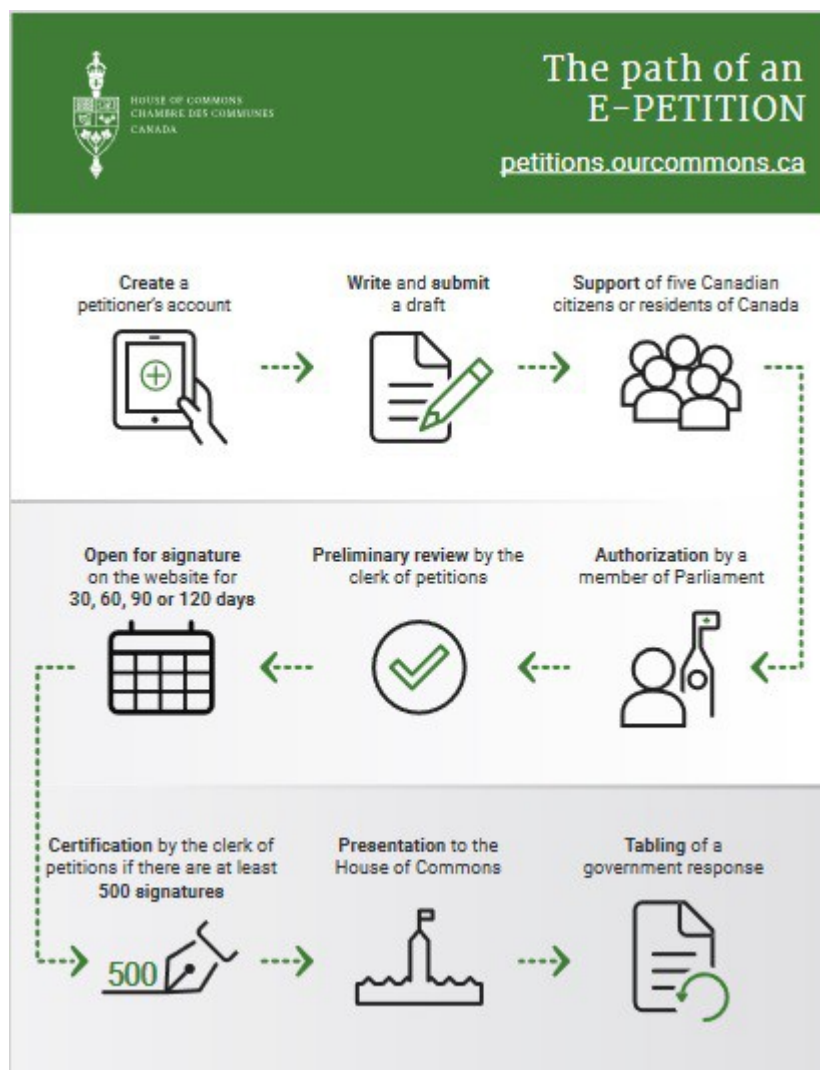 HOUSE OF COMMONS
CHAMBRE DES COMMUNES
CANADA
The path of an
E-PETITION
petitions.ourcommons.ca
Create a
petitioner's account
Write and submit
a draft
Support of five Canadian
citizens or residents of Canada
Authorization by a
member of Parliament
Preliminary review by the
clerk of petitions
Open for signature
on the website for
30, 60, 90 or 120 days
Certification by the clerk of
petitions if there are at least
500 signatures
500
Presentation to the
House of Commons
Tabling of a
government response